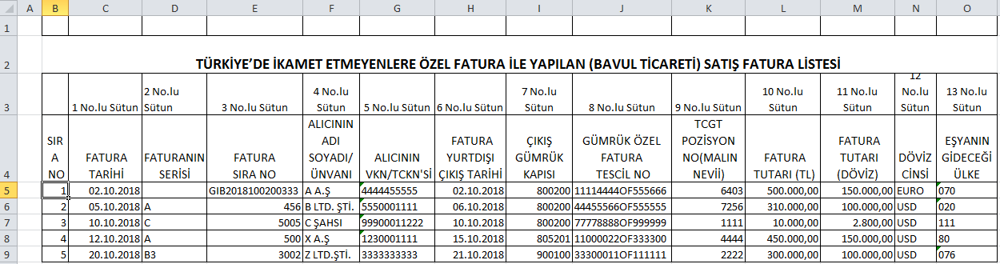 A B C D E F G H I J K L M N O
1
2 TÜRKİYE'DE İKAMET ETMEYENLERE ÖZEL FATURA İLE YAPILAN (BAVUL TİCARETİ) SATIŞ FATURA LİSTESİ
3 1 No.lu Sütun 2 No.lu Sütun 3 No.lu Sütun 4 No.lu Sütun 5 No.lu Sütun 6 No.lu Sütun 7 No.lu Sütun 8 No.lu Sütun 9 No.lu Sütun 10 No.lu Sütun 11 No.lu Sütun 12 No.lu Sütun 13 No.lu Sütun
4 SIR A NO FATURA TARİHİ FATURANIN SERİSİ FATURA SIRA NO ALICININ ADI SOYADI/ ÜNVANI ALICININ VKN/TCKN'Sİ FATURA YURTDIŞI ÇIKIŞ TARİHİ ÇIKIŞ GÜMRÜK KAPISI GÜMRÜK ÖZEL FATURA TESCİL NO TCGT POZİSYON NO(MALIN NEVİİ) FATURA TUTARI (TL) FATURA TUTARI (DÖVİZ) DÖVİZ CİNSİ EŞYANIN GİDECEĞİ ÜLKE
5 1 02.10.2018 GIB2018100200333 A A.Ş 4444455555 02.10.2018 800200 11114444OF555666 6403 500.000,00 150.000,00 EURO 070
6 2 05.10.2018 A 456 B LTD. ŞTİ. 5550001111 06.10.2018 800200 44455566OF555555 7256 310.000,00 100.000,00 USD 020
7 3 10.10.2018 C 5005 C ŞAHSI 99900011222 10.10.2018 800200 77778888OF999999 1111 10.000,00 2.800,00 USD 111
8 4 12.10.2018 A 500 X A.Ş 1230001111 15.10.2018 805201 11000022OF333300 4444 450.000,00 150.000,00 USD 80
9 5 20.10.2018 B3 3002 Z LTD.ŞTİ. 3333333333 21.10.2018 900100 33300011OF111111 2222 300.000,00 100.000,00 USD 076